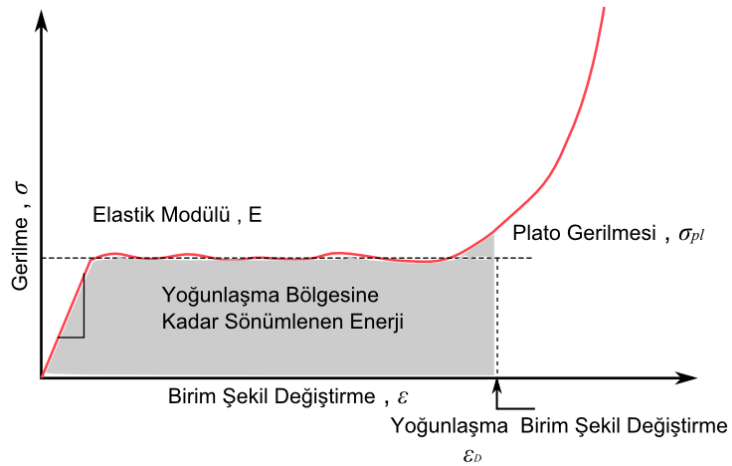 Gerilme , σ
Elastik Modülü , E
Plato Gerilmesi , σpl
Yoğunlaşma Bölgesine
Kadar Sönümlenen Enerji
Birim Şekil Değiştirme , ε
Yoğunlaşma Birim Şekil Değiştirme
εD